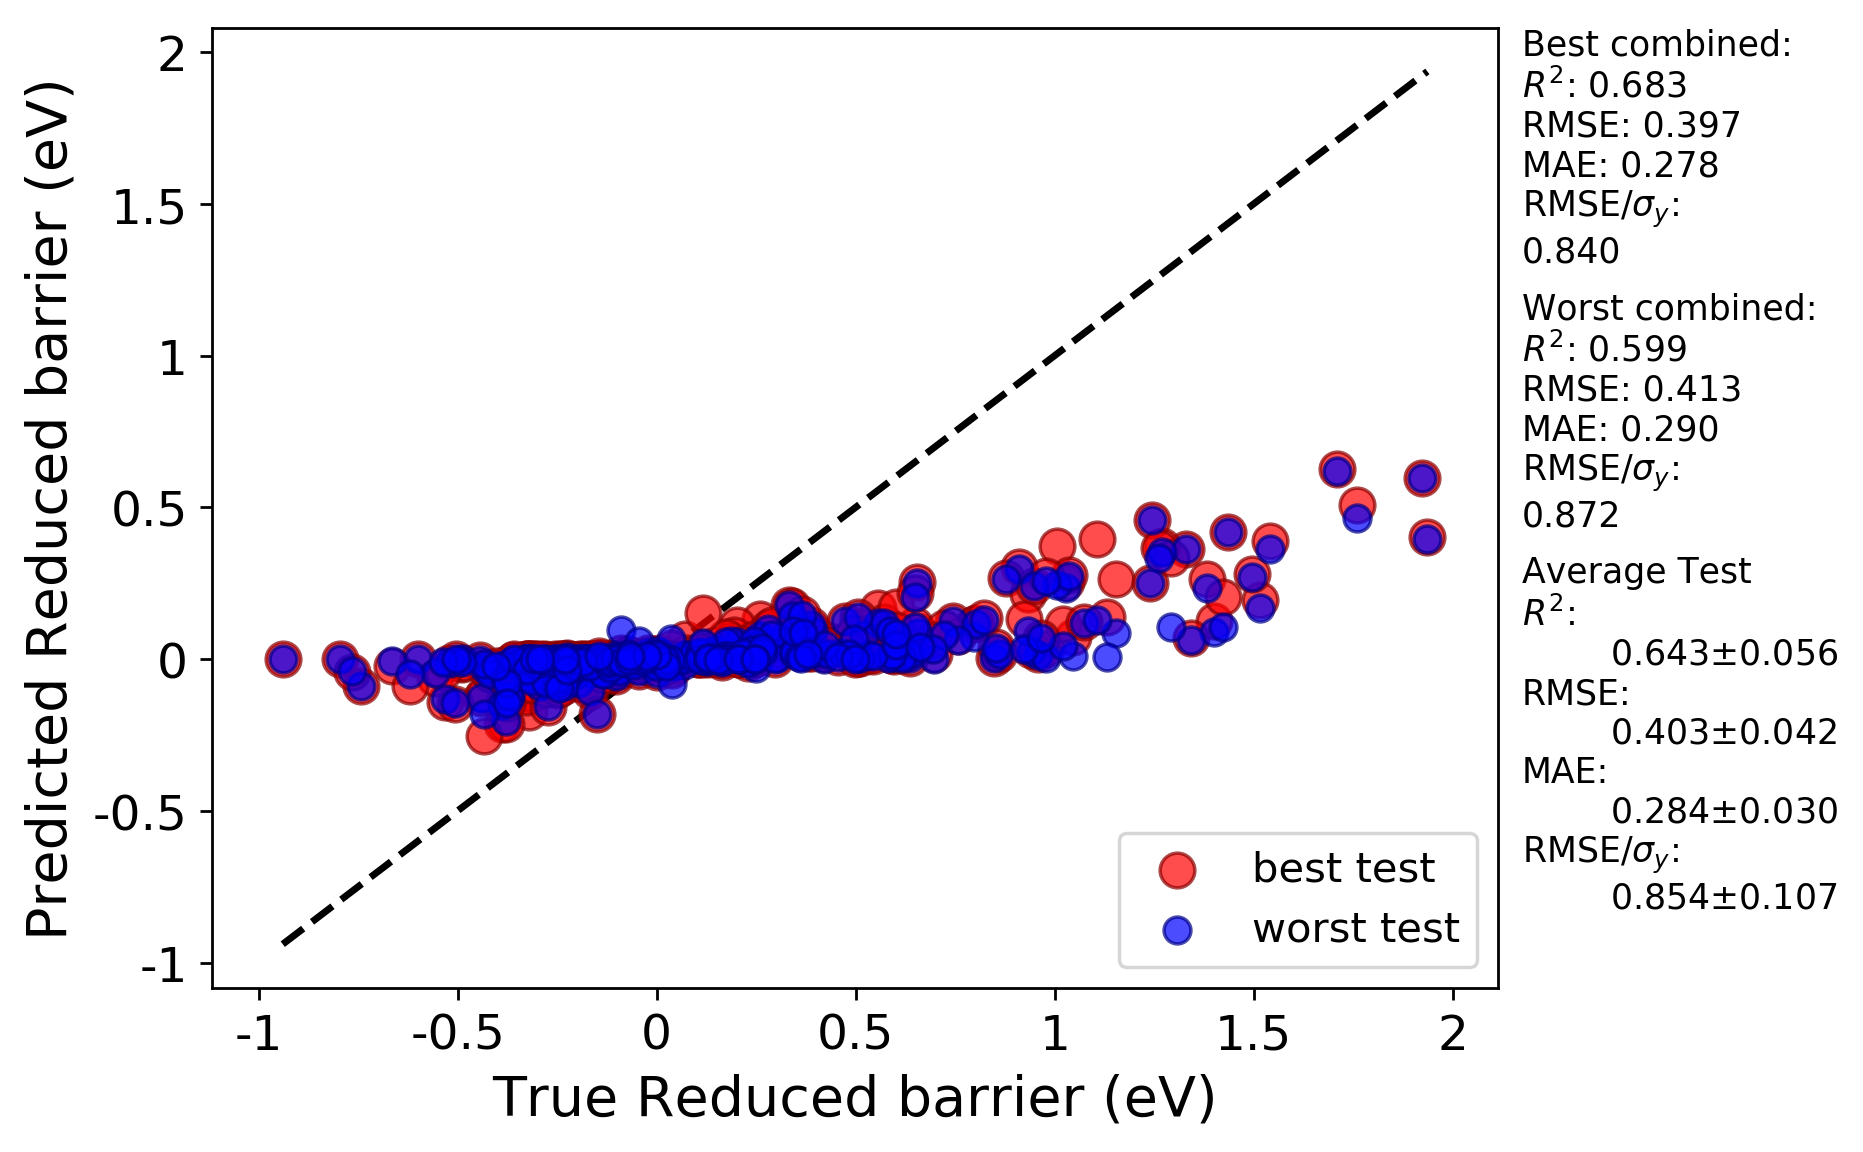 Predicted Reduced barrier (eV)
2
1.5
1
0.5
0
-0.5
-1
-1 -0.5 0 0.5 1 1.5 2
True Reduced barrier (eV)
best test
worst test
Best combined:
R²: 0.683
RMSE: 0.397
MAE: 0.278
RMSE/σ_y:
0.840
Worst combined:
R²: 0.599
RMSE: 0.413
MAE: 0.290
RMSE/σ_y:
0.872
Average Test
R²:
0.643±0.056
RMSE:
0.403±0.042
MAE:
0.284±0.030
RMSE/σ_y:
0.854±0.107